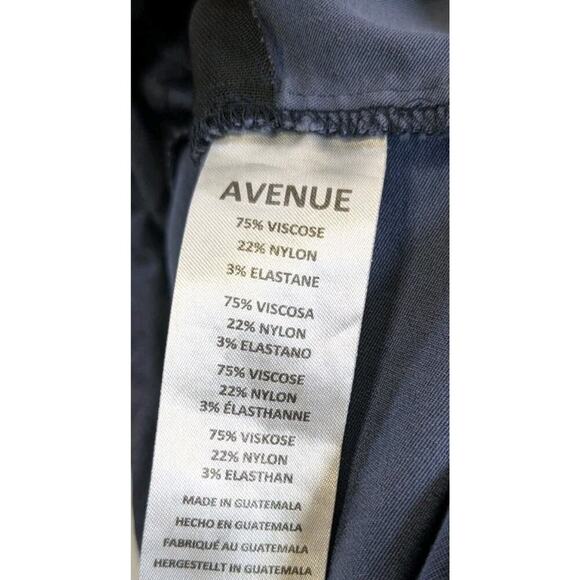 AVENUE
75% VISCOSE
22% NYLON
3% ELASTANE
75% VISCOSA
22% NYLON
3% ELASTANO
75% VISCOSE
22% NYLON
3% ÉLASTHANNE
75% VISKOSE
22% NYLON
3% ELASTHAN
MADE IN GUATEMALA
HECHO EN GUATEMALA
FABRIQUÉ AU GUATEMALA
HERGESTELLT IN GUATEMALA